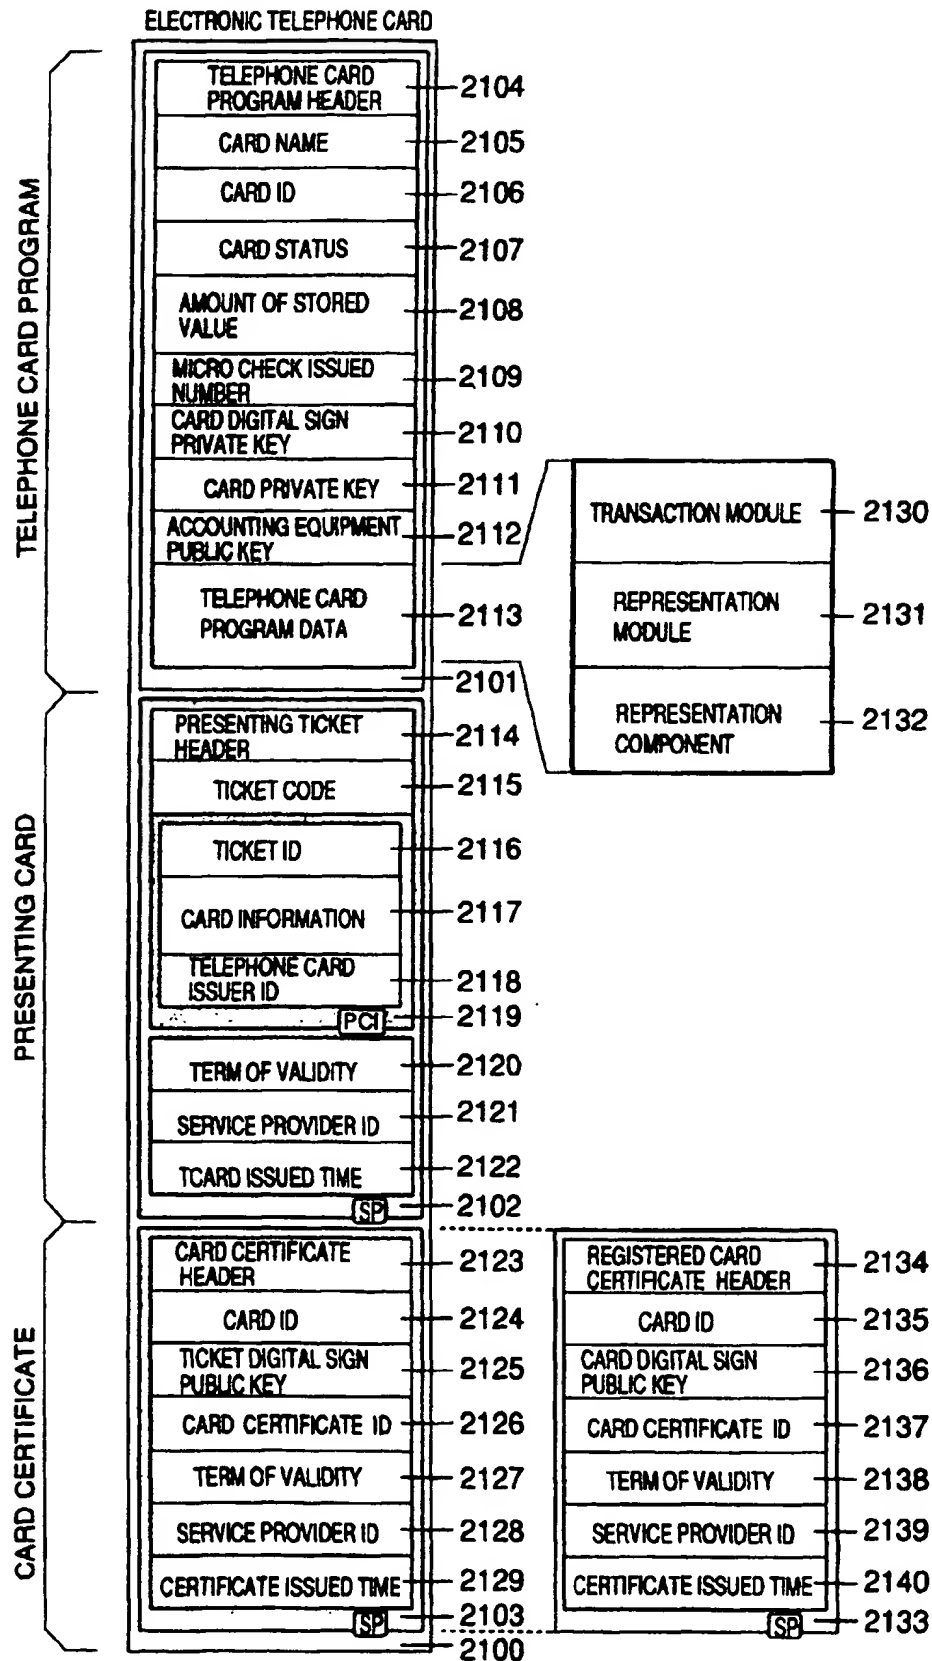 ELECTRONIC TELEPHONE CARD
TELEPHONE CARD PROGRAM
TELEPHONE CARD
PROGRAM HEADER
2104
CARD NAME
2105
CARD ID
2106
CARD STATUS
2107
AMOUNT OF STORED
VALUE
2108
MICRO CHECK ISSUED
NUMBER
2109
CARD DIGITAL SIGN
PRIVATE KEY
2110
CARD PRIVATE KEY
2111
ACCOUNTING EQUIPMENT
PUBLIC KEY
2112
TELEPHONE CARD
PROGRAM DATA
2113
2101
TRANSACTION MODULE
2130
REPRESENTATION
MODULE
2131
REPRESENTATION
COMPONENT
2132
PRESENTING CARD
PRESENTING TICKET
HEADER
2114
TICKET CODE
2115
TICKET ID
2116
CARD INFORMATION
2117
TELEPHONE CARD
ISSUER ID
2118
PCI
2119
TERM OF VALIDITY
2120
SERVICE PROVIDER ID
2121
TCARD ISSUED TIME
2122
SP
2102
CARD CERTIFICATE
CARD CERTIFICATE
HEADER
2123
CARD ID
2124
TICKET DIGITAL SIGN
PUBLIC KEY
2125
CARD CERTIFICATE ID
2126
TERM OF VALIDITY
2127
SERVICE PROVIDER ID
2128
CERTIFICATE ISSUED TIME
2129
SP
2103
2100
REGISTERED CARD
CERTIFICATE HEADER
2134
CARD ID
2135
CARD DIGITAL SIGN
PUBLIC KEY
2136
CARD CERTIFICATE ID
2137
TERM OF VALIDITY
2138
SERVICE PROVIDER ID
2139
CERTIFICATE ISSUED TIME
2140
SP
2133